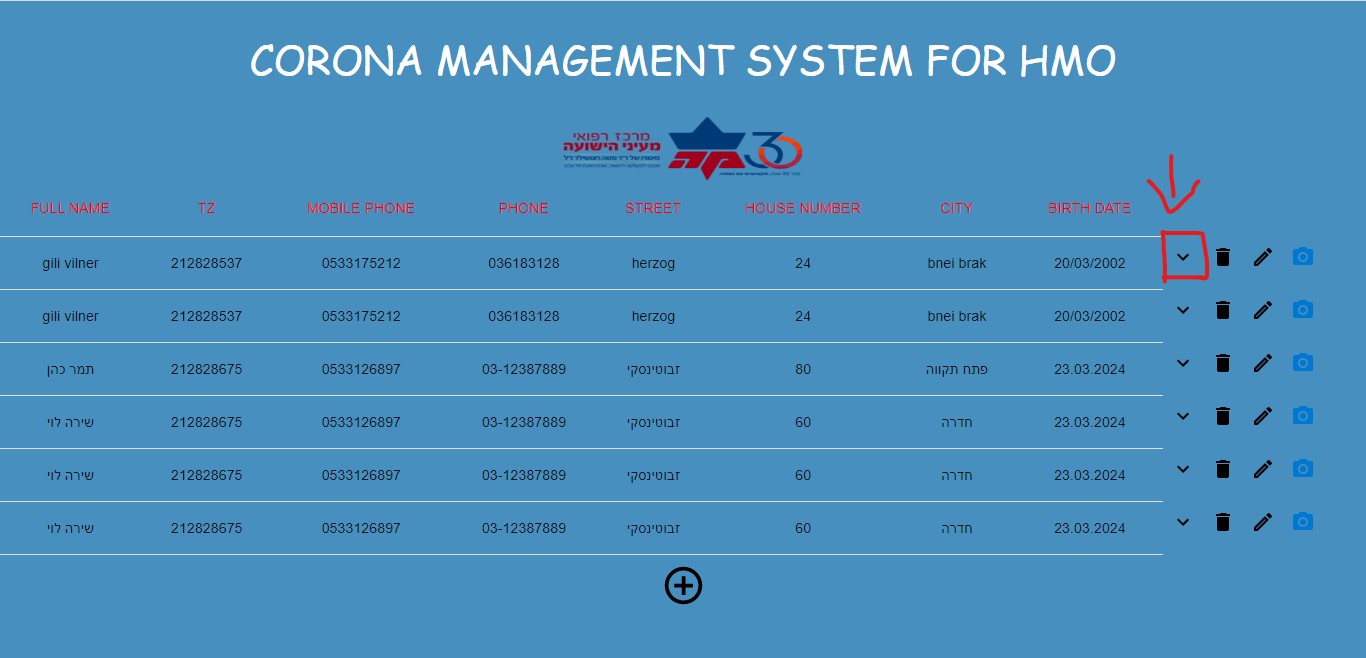 CORONA MANAGEMENT SYSTEM FOR HMO
מרכז רפואי
מעיני הישועה
30
FULL NAME TZ MOBILE PHONE PHONE STREET HOUSE NUMBER CITY BIRTH DATE
gili vilner 212828537 0533175212 036183128 herzog 24 bnei brak 20/03/2002
gili vilner 212828537 0533175212 036183128 herzog 24 bnei brak 20/03/2002
תמר כהן 212828675 0533126897 03-12387889 זבוטינסקי 80 פתח תקווה 23.03.2024
שירה לוי 212828675 0533126897 03-12387889 זבוטינסקי 60 חדרה 23.03.2024
שירה לוי 212828675 0533126897 03-12387889 זבוטינסקי 60 חדרה 23.03.2024
שירה לוי 212828675 0533126897 03-12387889 זבוטינסקי 60 חדרה 23.03.2024